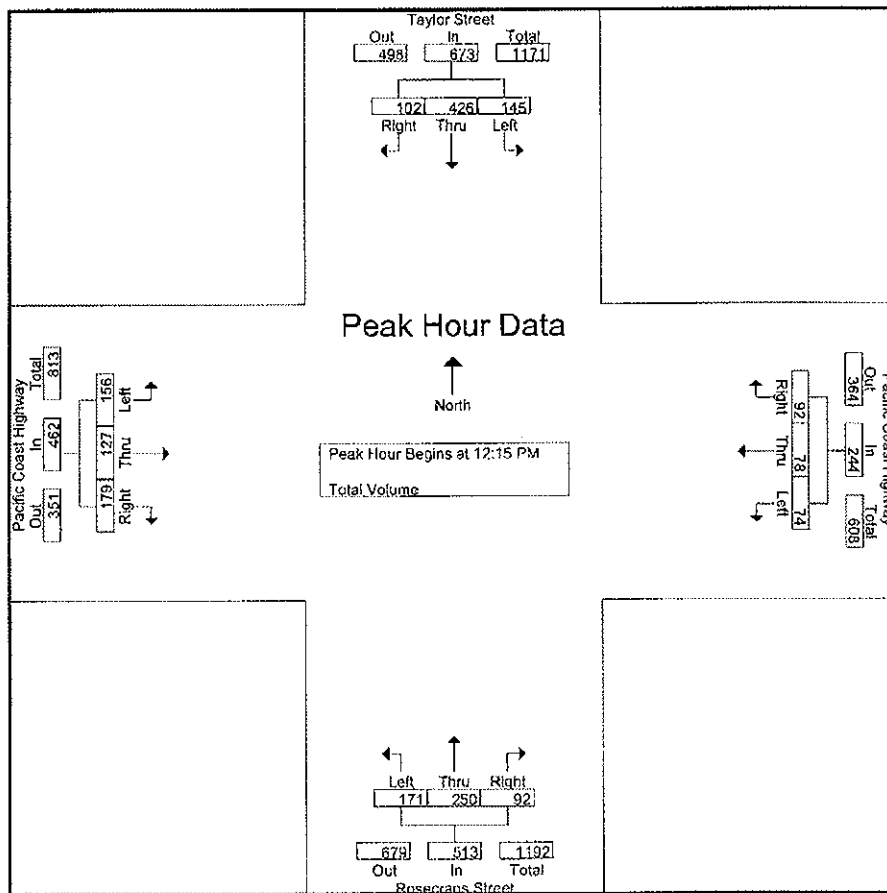 Taylor Street
Out In Total
498 673 1171
102 426 145
Right Thru Left
Peak Hour Data
North
Peak Hour Begins at 12:15 PM
Total Volume
Pacific Coast Highway
Out In Total
351 462 813
179 127 156
Right Thru Left
Pacific Coast Highway
Out In Total
364 244 608
92 78 74
Right Thru Left
Left Thru Right
171 250 92
679 513 1192
Out In Total
Rosecrans Street